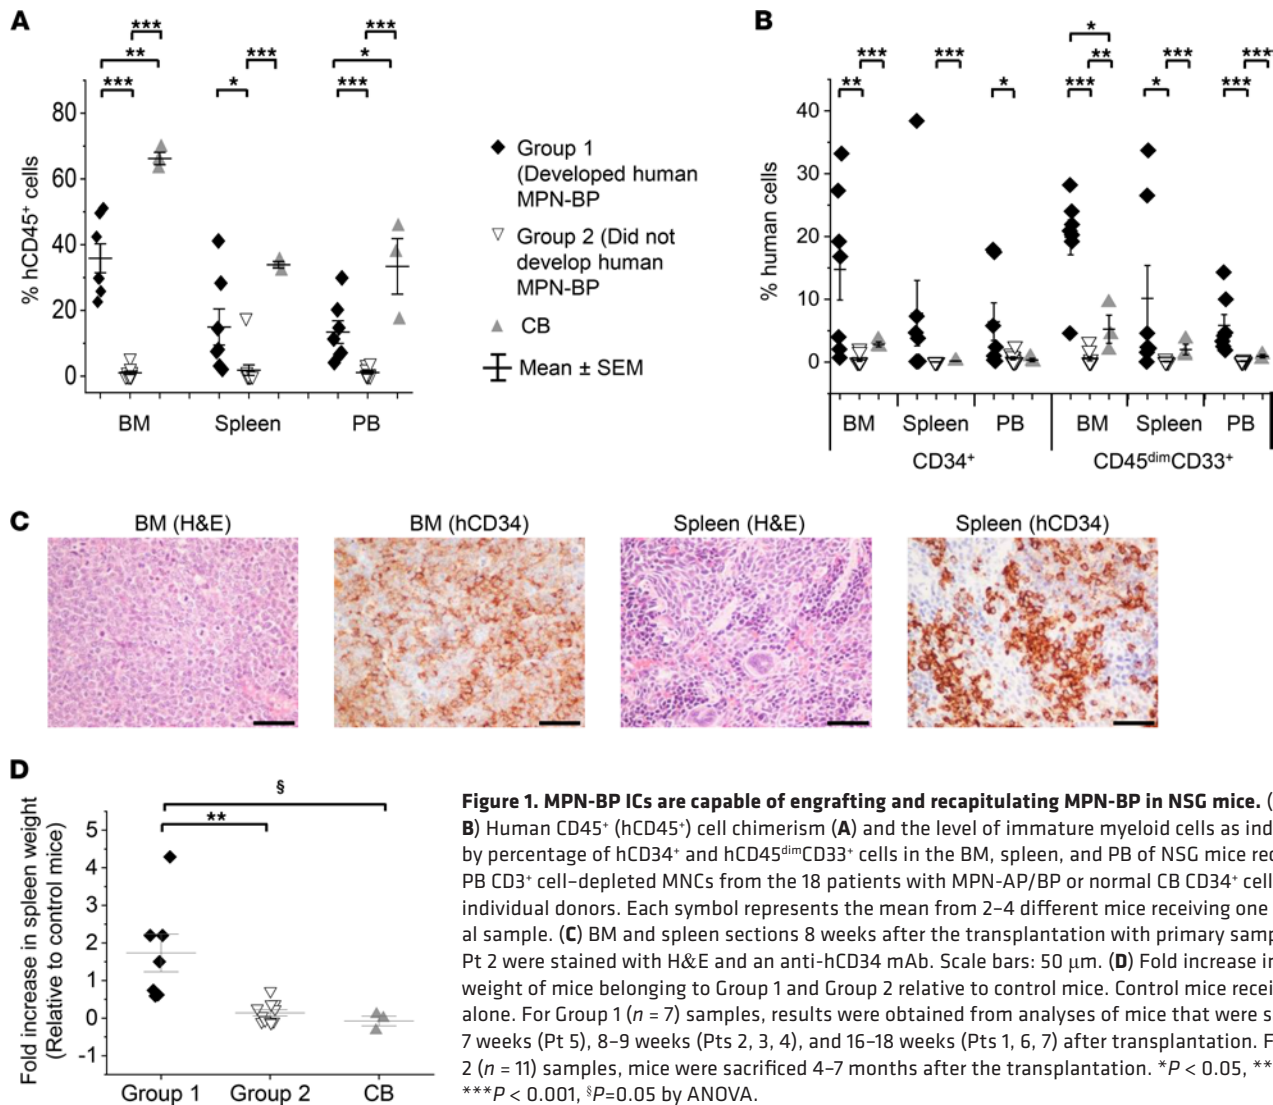 A
***
** * ***
*** * ***
% hCD45+ cells
80
60
40
20
0
BM Spleen PB
Group 1
(Developed human
MPN-BP
Group 2 (Did not
develop human
MPN-BP
CB
Mean ± SEM
B
*
*** *** ** *** ***
** * *** * ***
% human cells
40
30
20
10
0
BM Spleen PB BM Spleen PB
CD34+ CD45dimCD33+
C
BM (H&E) BM (hCD34) Spleen (H&E) Spleen (hCD34)
D
§
**
Fold increase in spleen weight
(Relative to control mice)
5
4
3
2
1
0
-1
Group 1 Group 2 CB
Figure 1. MPN-BP ICs are capable of engrafting and recapitulating MPN-BP in NSG mice. (
B) Human CD45+ (hCD45+) cell chimerism (A) and the level of immature myeloid cells as ind
by percentage of hCD34+ and hCD45dimCD33+ cells in the BM, spleen, and PB of NSG mice rec
PB CD3+ cell–depleted MNCs from the 18 patients with MPN-AP/BP or normal CB CD34+ cell
individual donors. Each symbol represents the mean from 2–4 different mice receiving one
al sample. (C) BM and spleen sections 8 weeks after the transplantation with primary samp
Pt 2 were stained with H&E and an anti-hCD34 mAb. Scale bars: 50 μm. (D) Fold increase in
weight of mice belonging to Group 1 and Group 2 relative to control mice. Control mice recei
alone. For Group 1 (n = 7) samples, results were obtained from analyses of mice that were s
7 weeks (Pt 5), 8–9 weeks (Pts 2, 3, 4), and 16–18 weeks (Pts 1, 6, 7) after transplantation. F
2 (n = 11) samples, mice were sacrificed 4–7 months after the transplantation. *P < 0.05, **
***P < 0.001, §P=0.05 by ANOVA.